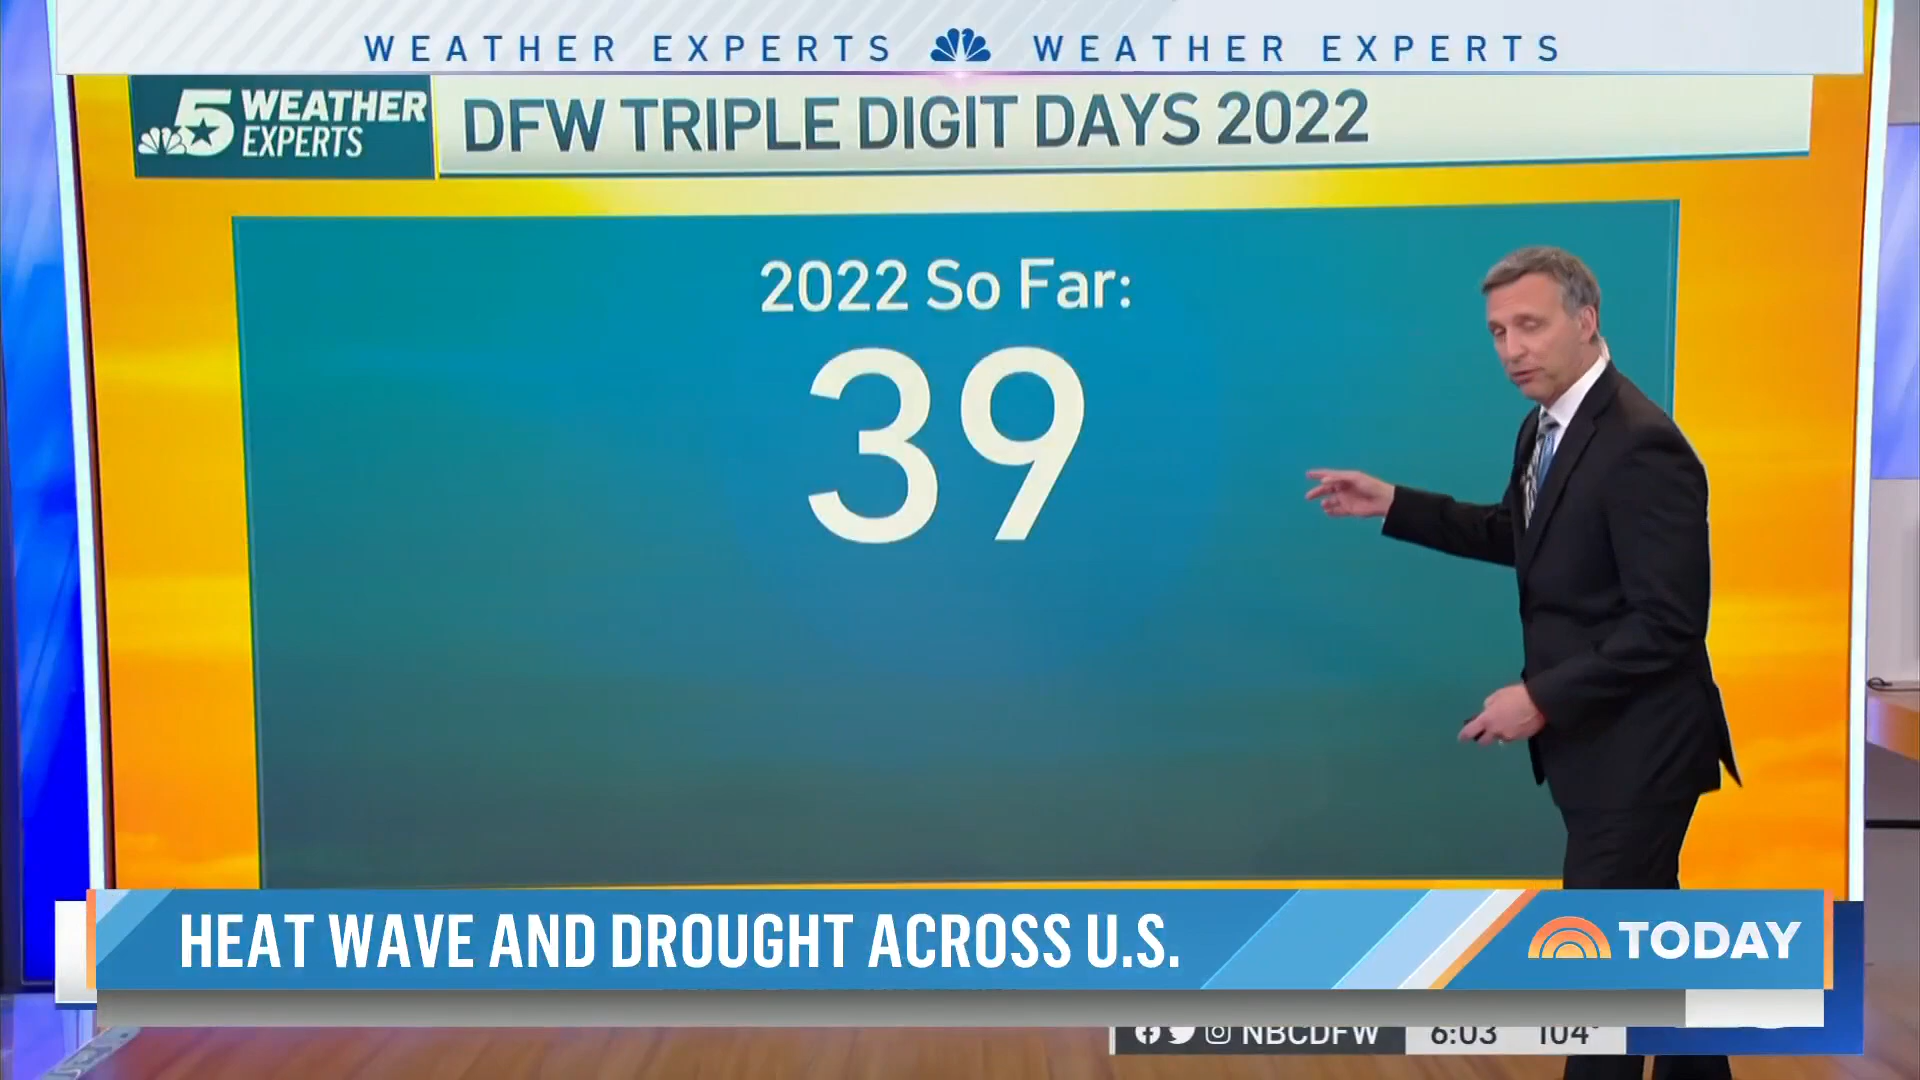 WEATHER EXPERTS WEATHER EXPERTS
5 WEATHER EXPERTS
DFW TRIPLE DIGIT DAYS 2022
2022 So Far:
39
HEAT WAVE AND DROUGHT ACROSS U.S.
TODAY
NBCDFW 6:03 104°